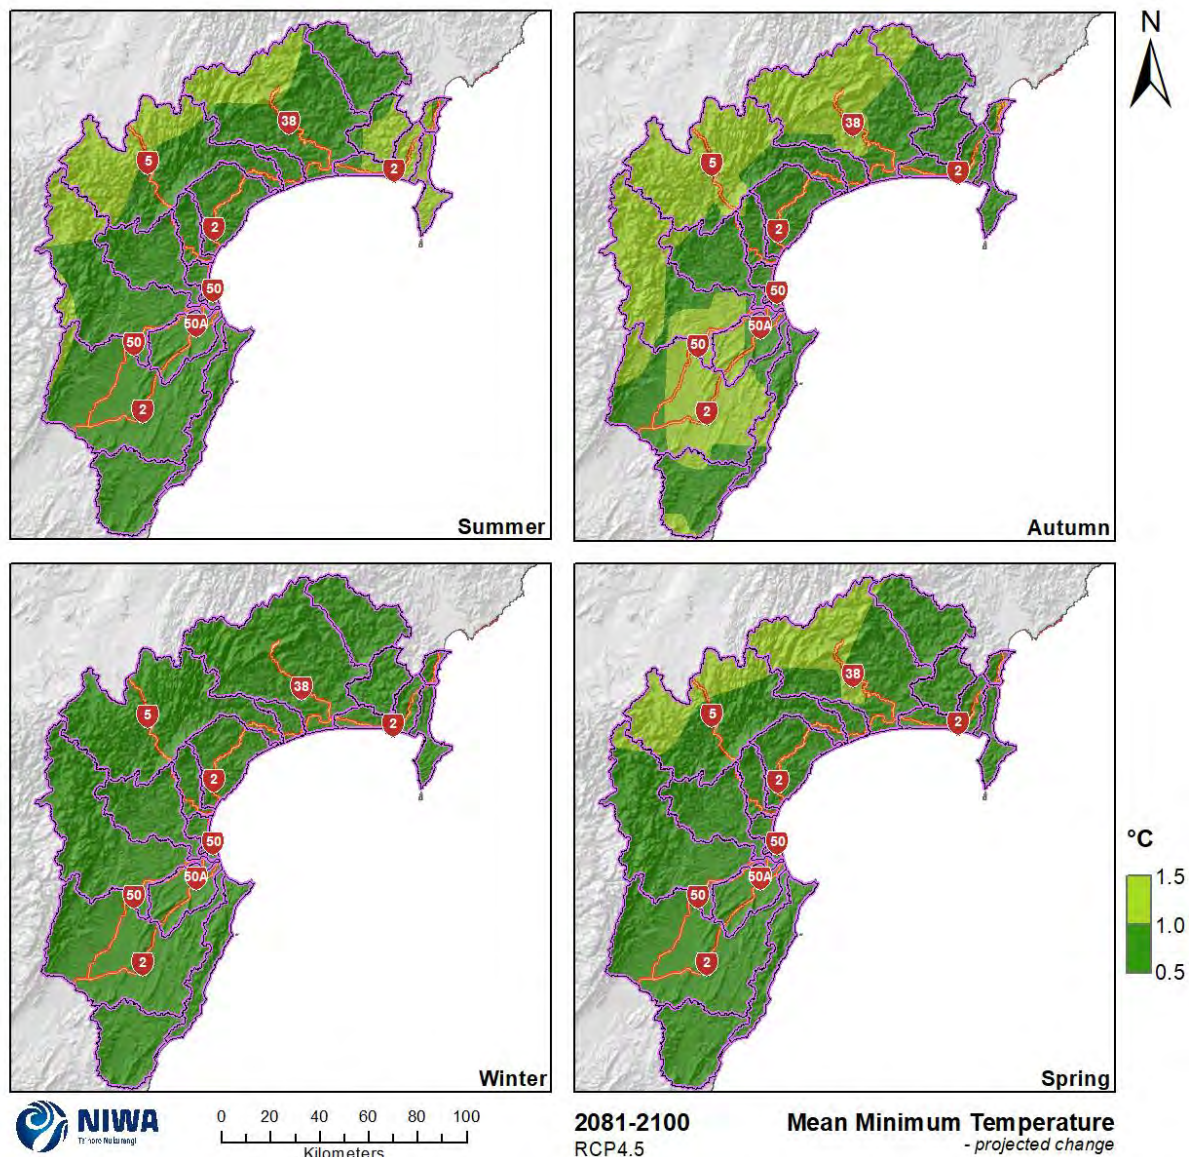 N
38
5
2
2
50
50A
50
2
Summer
38
5
2
2
50
50A
50
2
Autumn
38
5
2
2
50
50A
50
2
Winter
38
5
2
2
50
50A
50
2
Spring
°C
1.5
1.0
0.5
NIWA
Taihoro Nukurangi
0 20 40 60 80 100
Kilometers
2081-2100
RCP4.5
Mean Minimum Temperature
- projected change